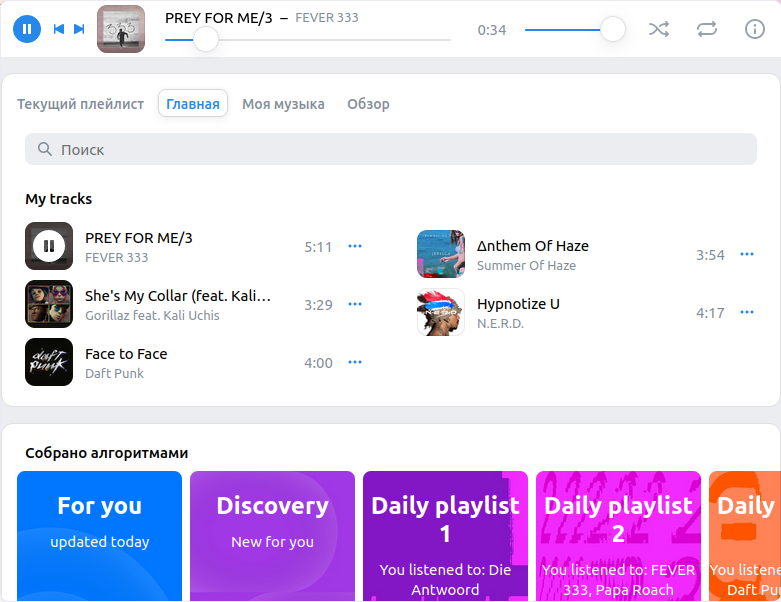 PREY FOR ME/3 – FEVER 333
0:34
Текущий плейлист Главная Моя музыка Обзор
Поиск
My tracks
PREY FOR ME/3
FEVER 333
5:11
She's My Collar (feat. Kali...
Gorillaz feat. Kali Uchis
3:29
Face to Face
Daft Punk
4:00
Δnthem Of Haze
Summer Of Haze
3:54
Hypnotize U
N.E.R.D.
4:17
Собрано алгоритмами
For you
updated today
Discovery
New for you
Daily playlist
1
You listened to: Die
Antwoord
Daily playlist
2
You listened to: FEVER
333, Papa Roach
Daily
You listene
Daft Pu